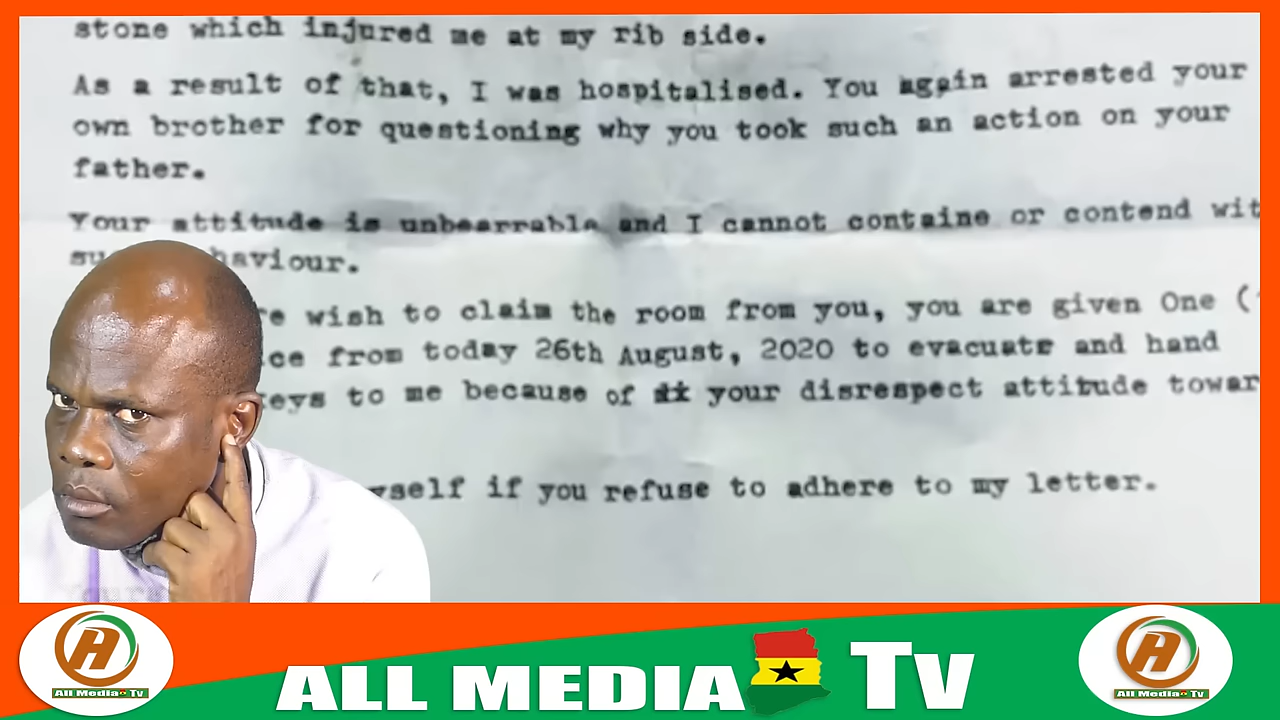 stone which injured me at my rib side.
As a result of that, I was hospitalised. You again arrested your
own brother for questioning why you took such an action on your
father.
Your attitude is unbearrable and I cannot containe or contend wit
su haviour.
e wish to claim the room from you, you are given One (
ce from today 26th August, 2020 to evacuate and hand
keys to me because of your disrespect attitude towar
yself if you refuse to adhere to my letter.
ALL MEDIA Tv
All Media Tv
All Media Tv